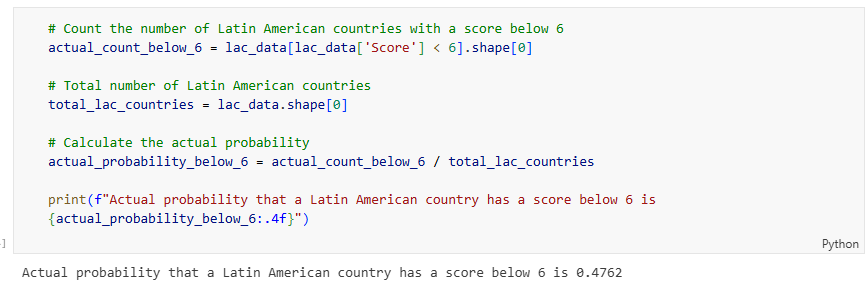 # Count the number of Latin American countries with a score below 6
actual_count_below_6 = lac_data[lac_data['Score'] < 6].shape[0]
# Total number of Latin American countries
total_lac_countries = lac_data.shape[0]
# Calculate the actual probability
actual_probability_below_6 = actual_count_below_6 / total_lac_countries
print(f"Actual probability that a Latin American country has a score below 6 is
{actual_probability_below_6:.4f}")
]
Python
Actual probability that a Latin American country has a score below 6 is 0.4762